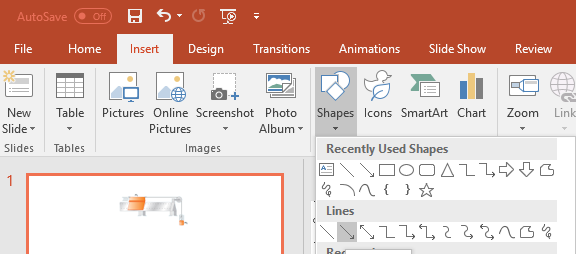 AutoSave Off
File Home Insert Design Transitions Animations Slide Show Review
New Slide Table Pictures Online Pictures Screenshot Photo Album Shapes Icons SmartArt Chart Zoom Link
Slides Tables Images
Recently Used Shapes
1
Lines